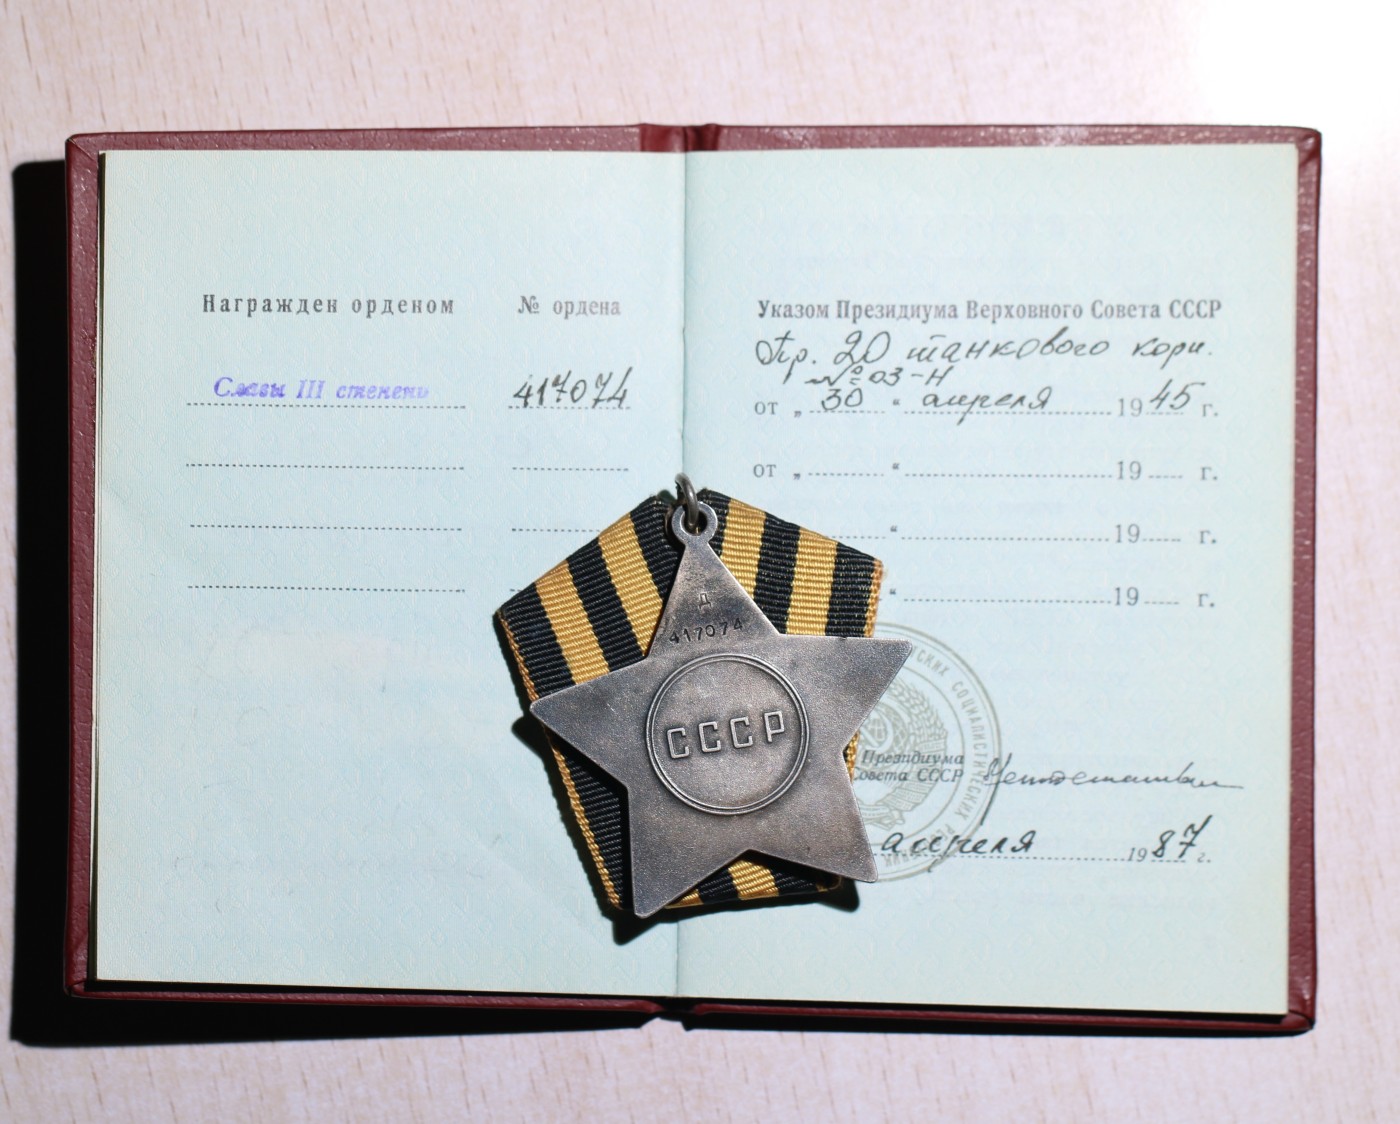 Награжден орденом № ордена
Славы III степени 417074
Указом Президиума Верховного Совета СССР
Пр. 20 танкового корп.
№ 03-Н
от „ 30 “ апреля 1945 г.
от „ “ 19 г.
“ 19 г.
“ 19 г.
Д
417074
СССР
СОЦИАЛИСТИЧЕСКИХ
Президиума
Совета СССР
апреля 1987 г.